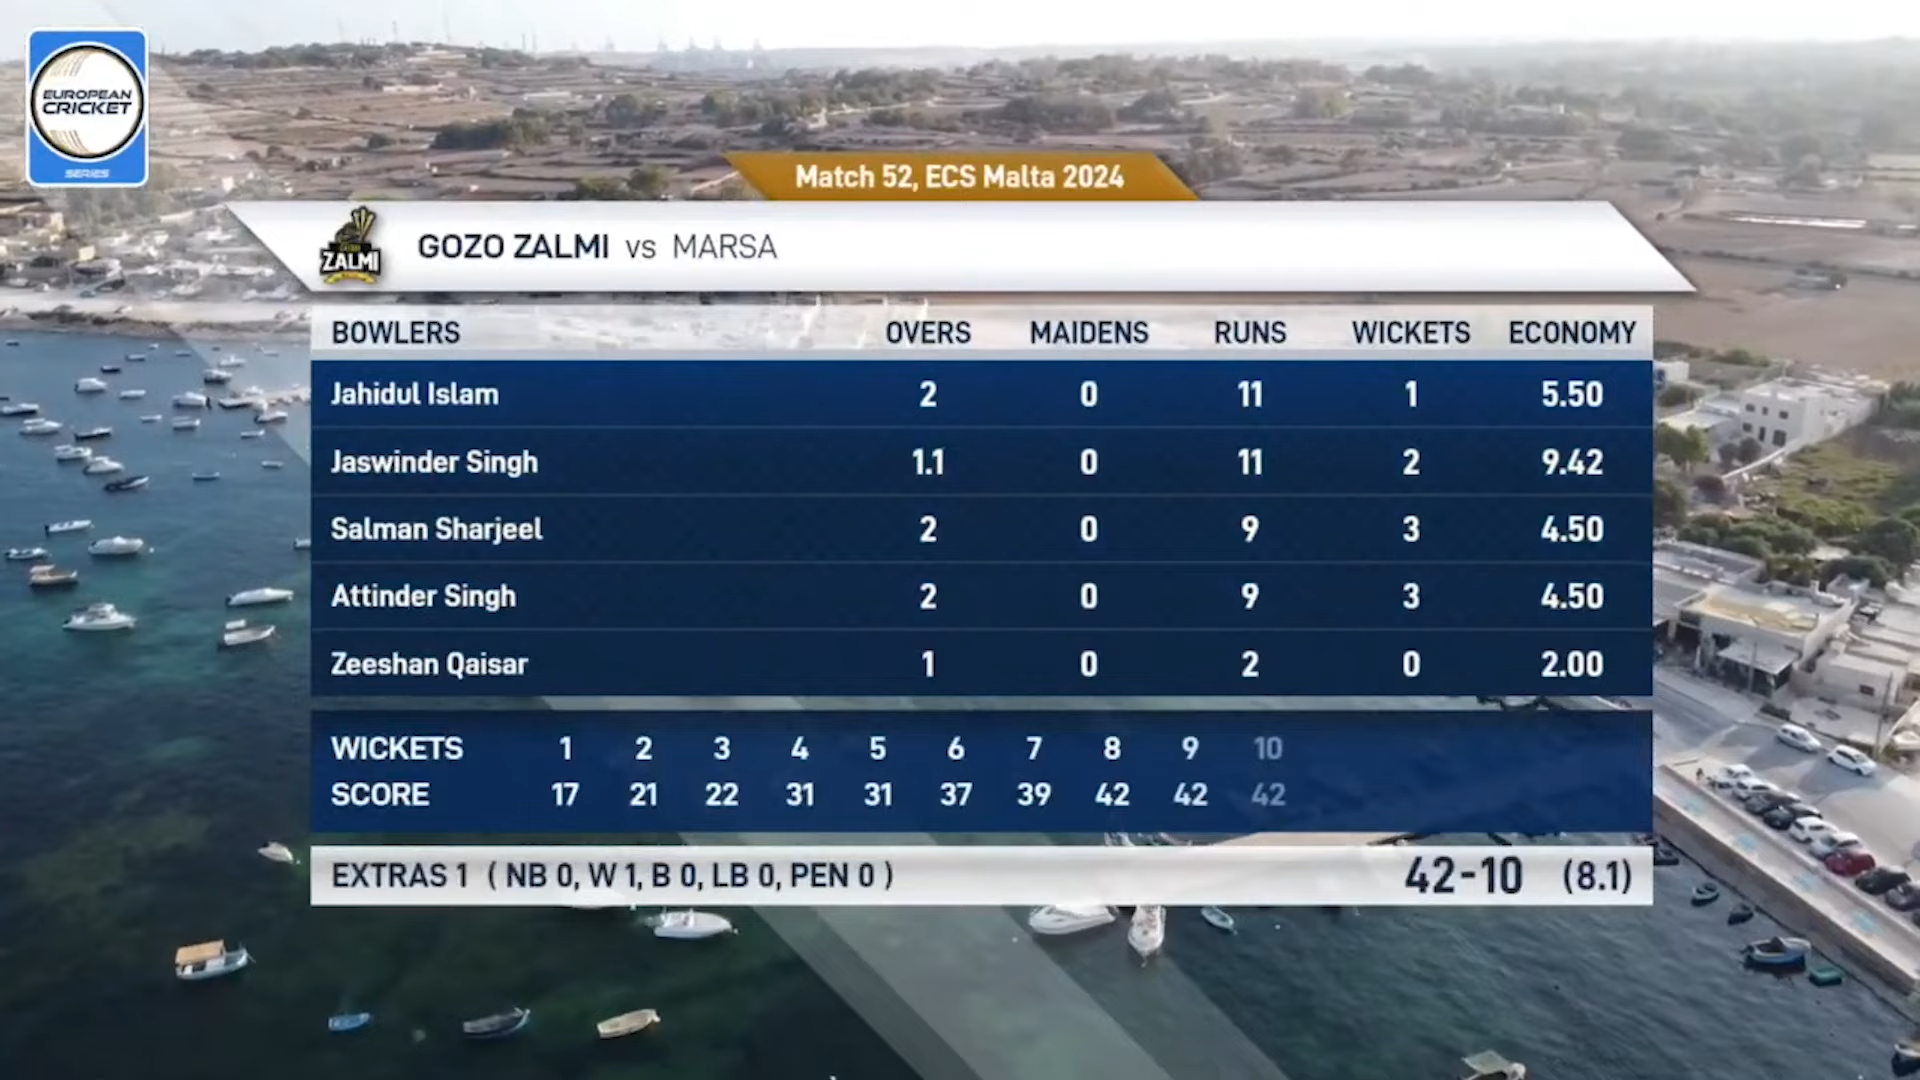 EUROPEAN
CRICKET
SERIES
Match 52, ECS Malta 2024
ZALMI
GOZO ZALMI vs MARSA
BOWLERS OVERS MAIDENS RUNS WICKETS ECONOMY
Jahidul Islam 2 0 11 1 5.50
Jaswinder Singh 1.1 0 11 2 9.42
Salman Sharjeel 2 0 9 3 4.50
Attinder Singh 2 0 9 3 4.50
Zeeshan Qaisar 1 0 2 0 2.00
WICKETS 1 2 3 4 5 6 7 8 9 10
SCORE 17 21 22 31 31 37 39 42 42 42
EXTRAS 1 ( NB 0, W 1, B 0, LB 0, PEN 0 ) 42-10 (8.1)